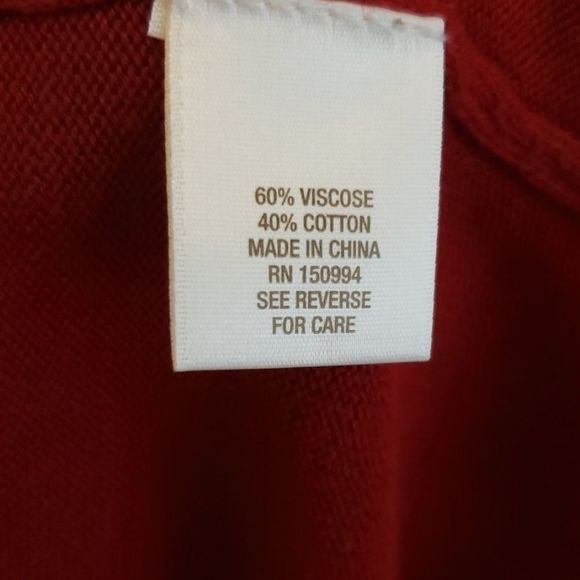 60% VISCOSE
40% COTTON
MADE IN CHINA
RN 150994
SEE REVERSE
FOR CARE